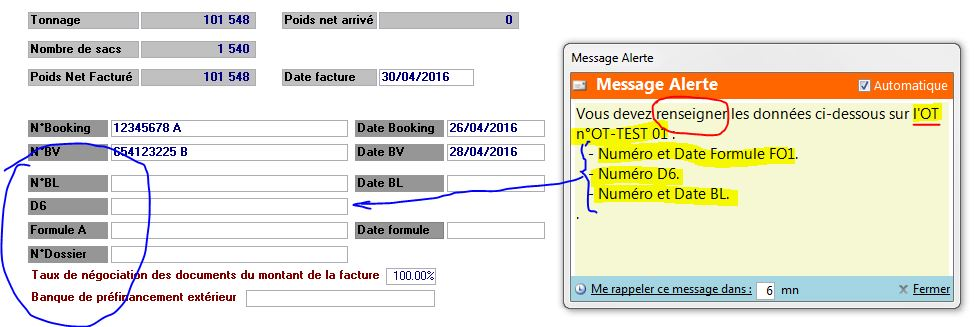 Tonnage 101 548 Poids net arrivé 0
Nombre de sacs 1 540
Poids Net Facturé 101 548 Date facture 30/04/2016
N°Booking 12345678 A Date Booking 26/04/2016
N°BV 654123225 B Date BV 28/04/2016
N°BL Date BL
D6
Formule A Date formule
N°Dossier
Taux de négociation des documents du montant de la facture 100.00%
Banque de préfinancement extérieur
Message Alerte
Message Alerte Automatique
Vous devez renseigner les données ci-dessous sur l'OT
n°OT-TEST 01 :
- Numéro et Date Formule FO1.
- Numéro D6.
- Numéro et Date BL.
.
Me rappeler ce message dans : 6 mn Fermer